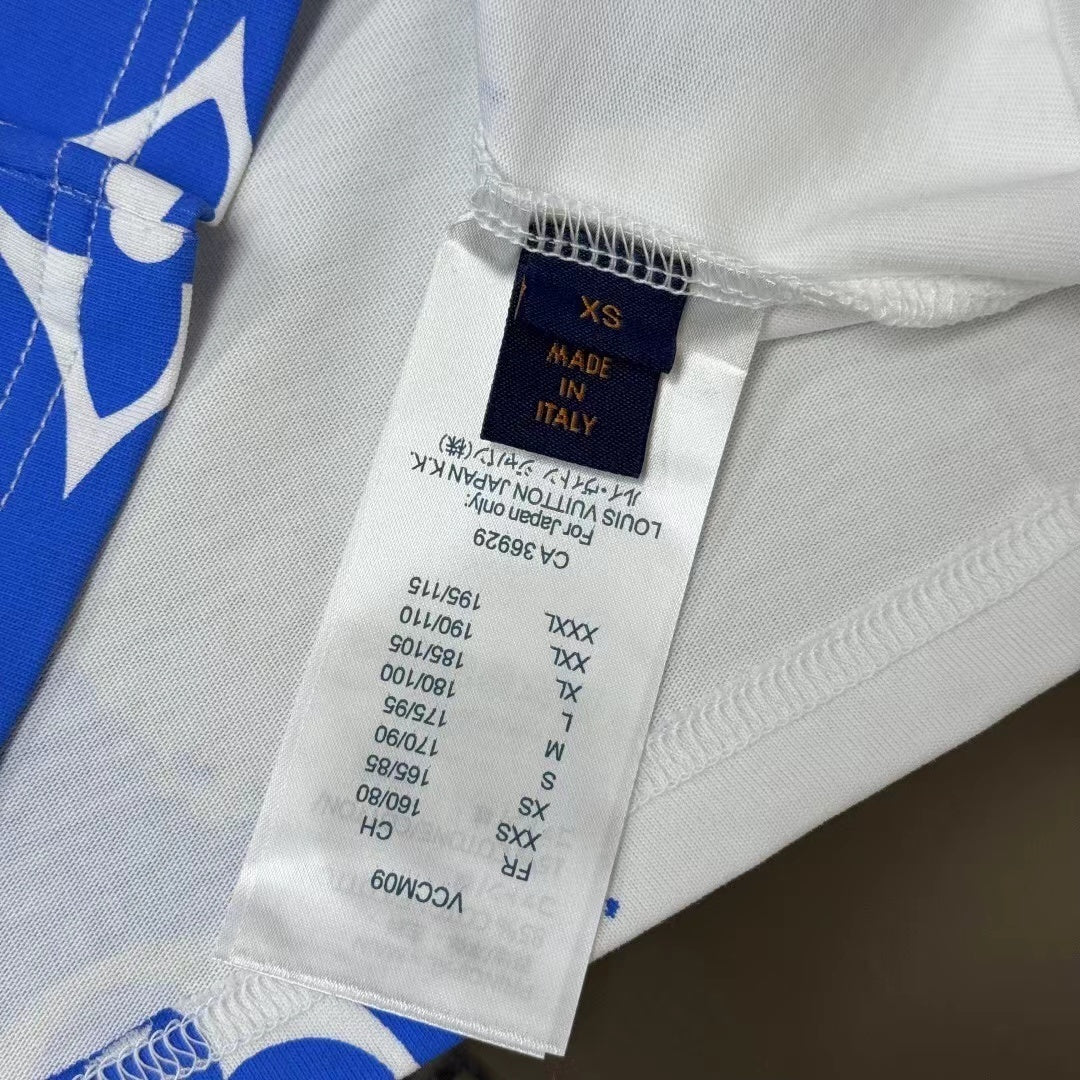 XS
MADE
IN
ITALY
VCCM09
FR CH
XXS 160/80
XS 165/85
S 170/90
M 175/95
L 180/100
XL 185/105
XXL 190/110
XXXL 195/115
CA 36929
For Japan only:
LOUIS VUITTON JAPAN K.K.
ルイ・ヴィトン ジャパン(株)